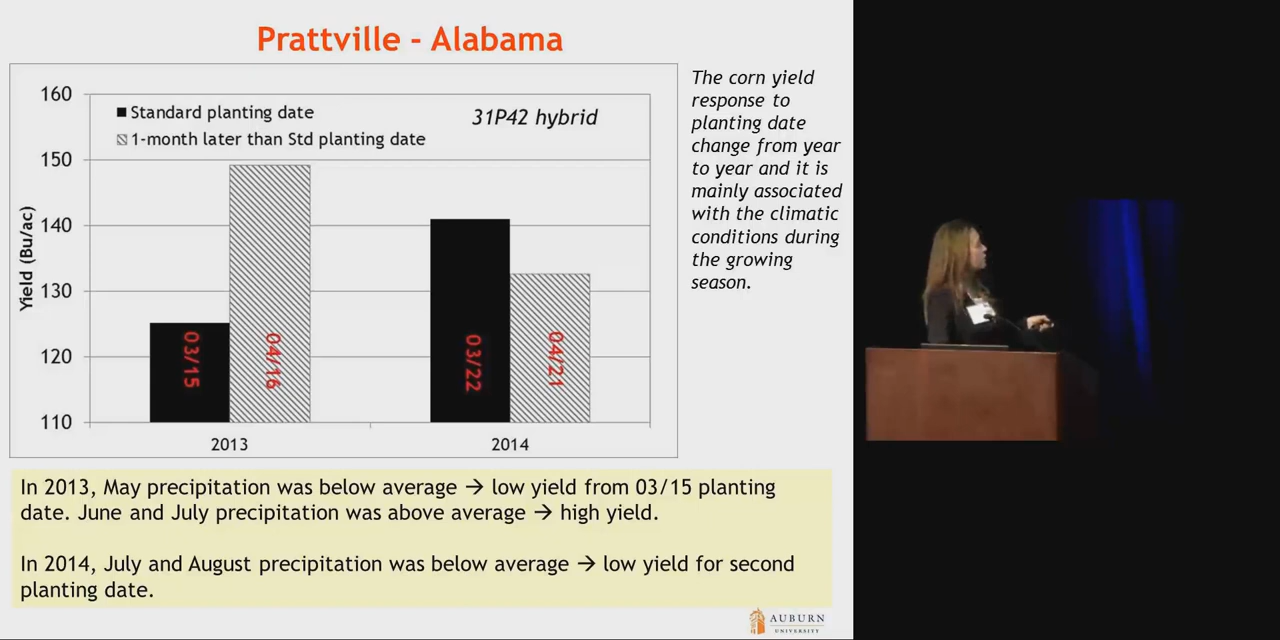 Prattville - Alabama
160
150
140
130
120
110
Yield (Bu/ac)
Standard planting date
1-month later than Std planting date
31P42 hybrid
03/15
04/16
03/22
04/21
2013
2014
The corn yield
response to
planting date
change from year
to year and it is
mainly associated
with the climatic
conditions during
the growing
season.
In 2013, May precipitation was below average → low yield from 03/15 planting
date. June and July precipitation was above average → high yield.
In 2014, July and August precipitation was below average → low yield for second
planting date.
AUBURN
UNIVERSITY